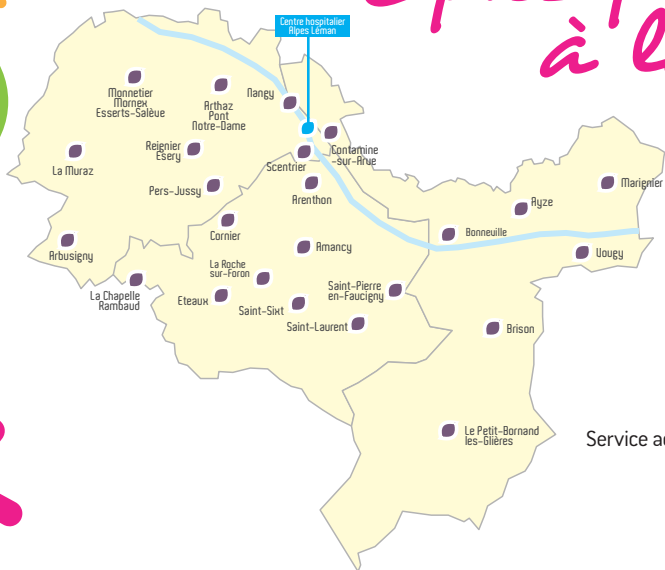 Centre hospitalier
Alpes Léman
à l
Monnetier
Mornex
Esserts-Salève
Arthaz
Pont
Notre-Dame
Nangy
Contamine
-sur-Arve
Reignier
Esery
Scentrier
La Muraz
Pers-Jussy
Arenthon
Marignier
Ayze
Bonneville
Vougy
Cornier
Arbusigny
Amancy
La Roche
sur-Foron
La Chapelle
Rambaud
Eteaux
Saint-Sixt
Saint-Pierre
en-Faucigny
Saint-Laurent
Brison
Le Petit-Bornand
les-Glières
Service a